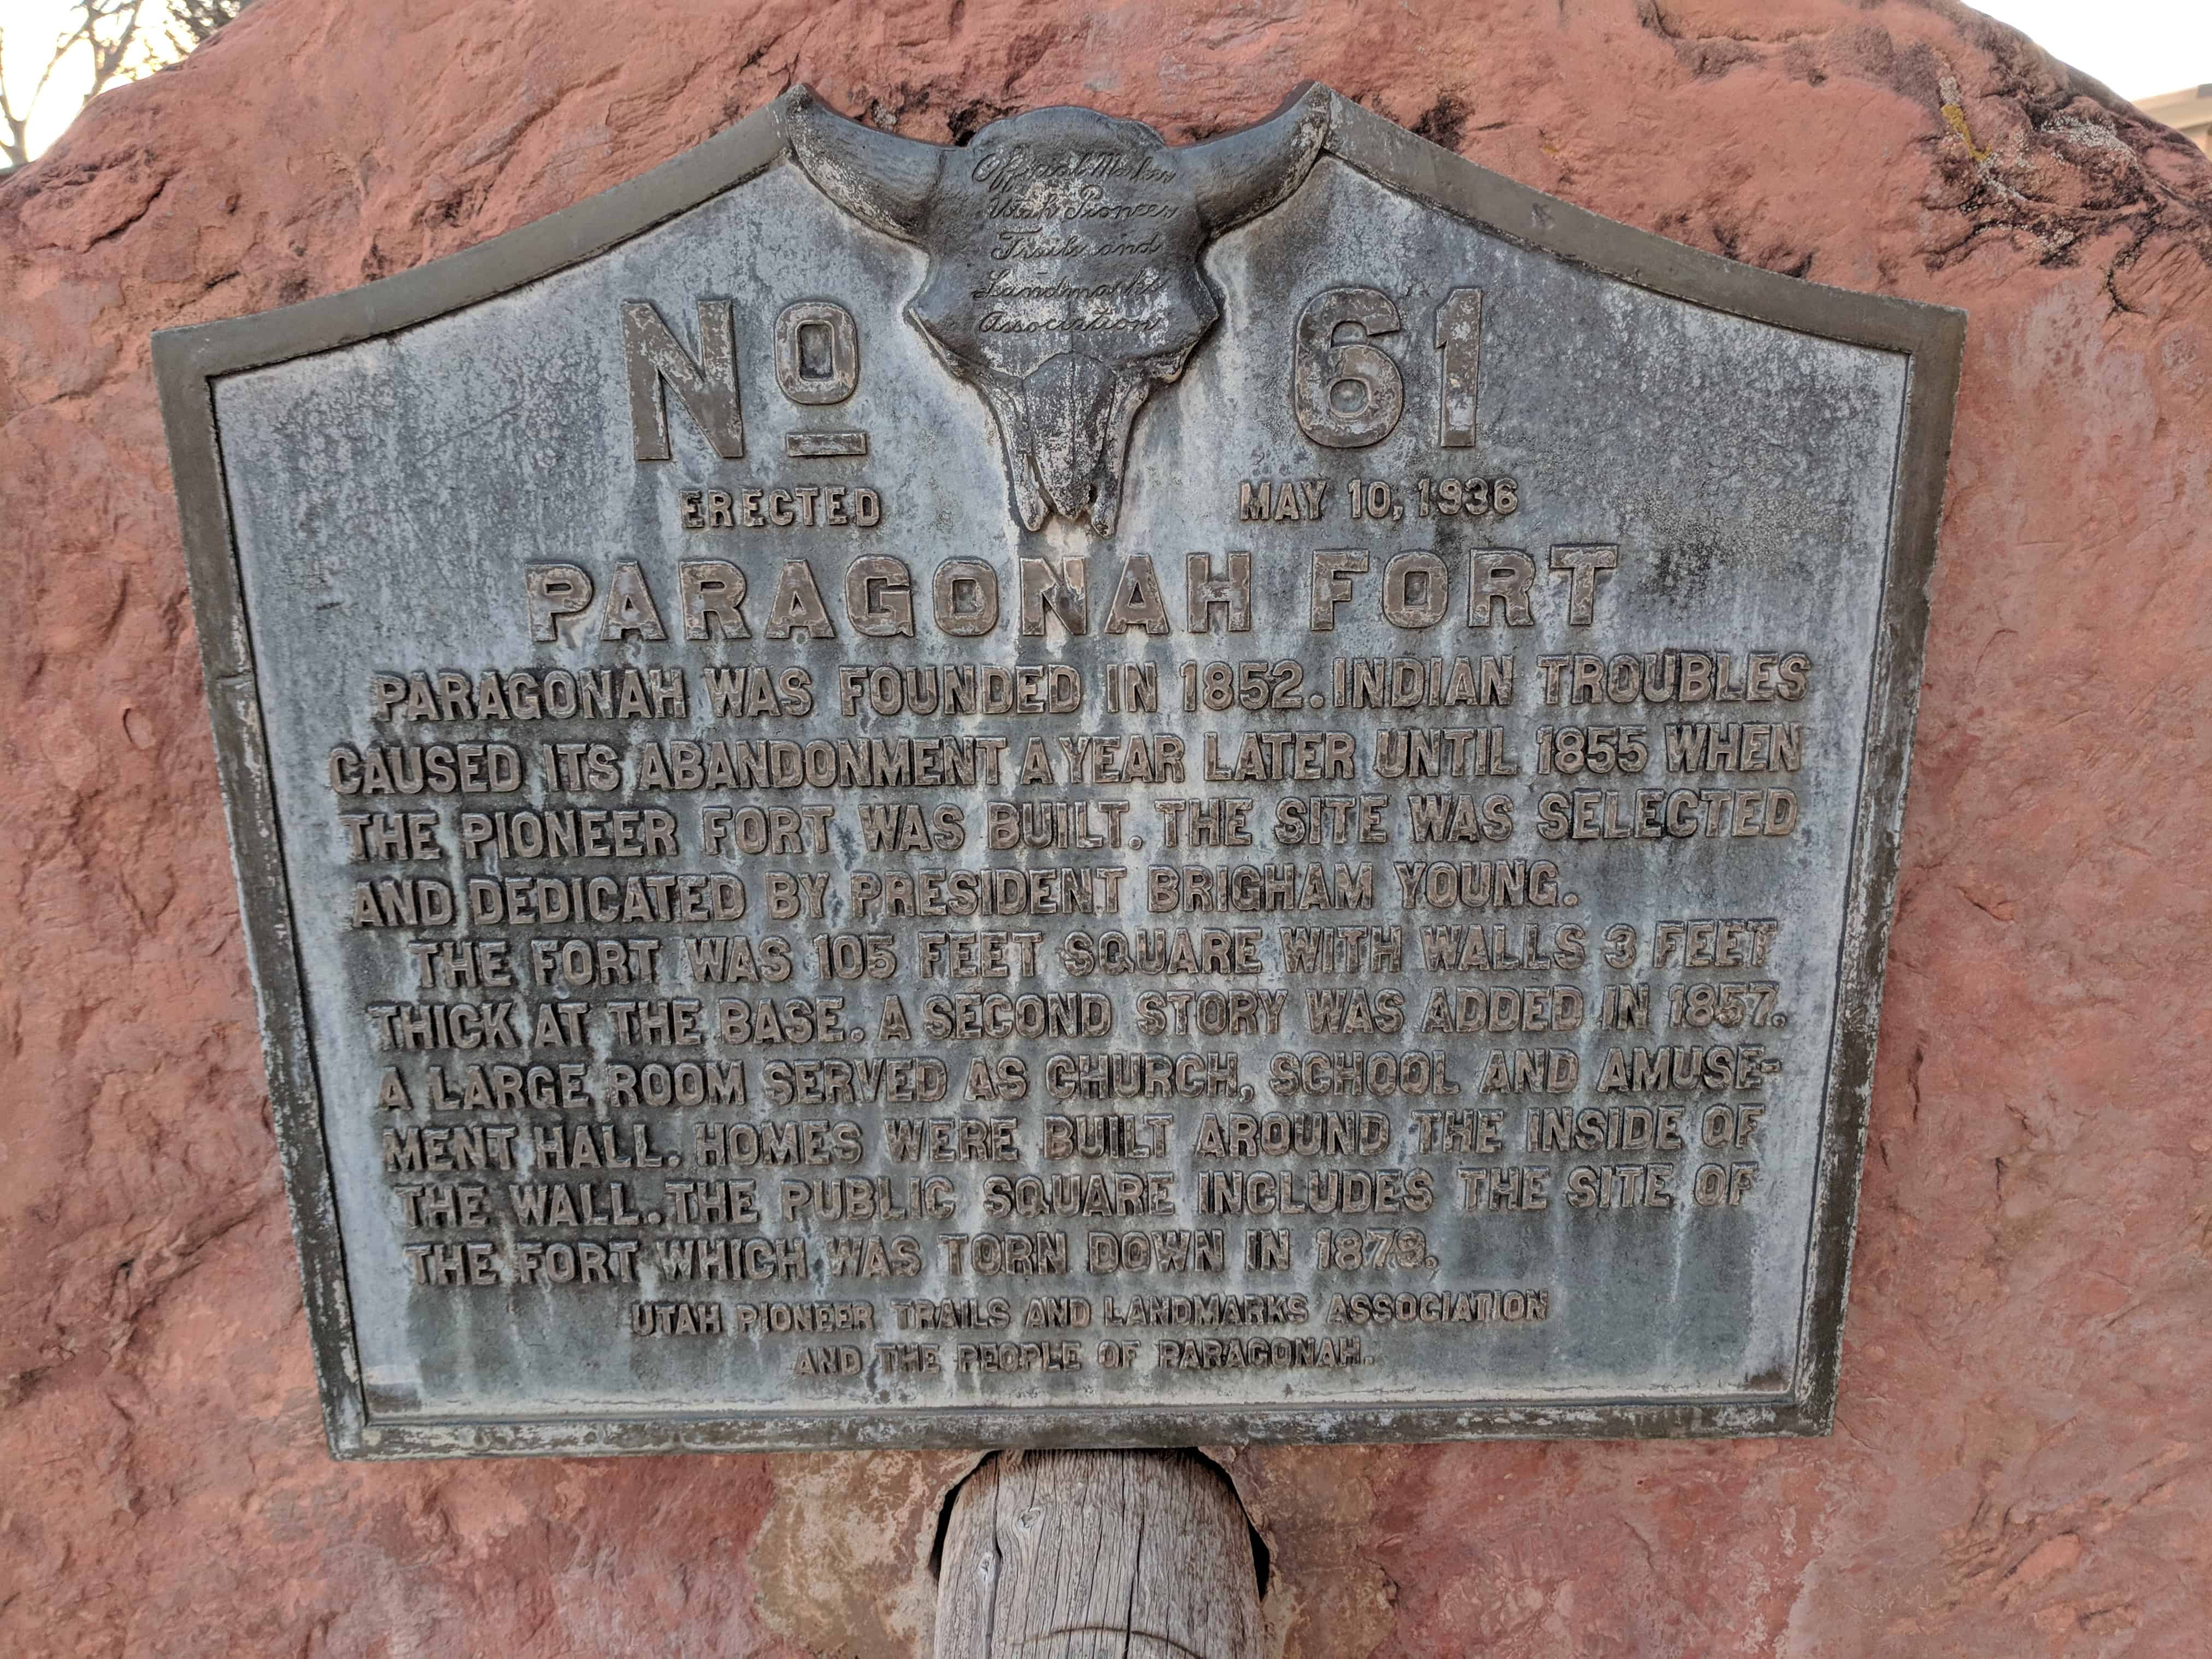 Official Marker
Utah Pioneer
Trails and
Landmarks
Association
No 61
ERECTED MAY 10, 1936
PARAGONAH FORT
PARAGONAH WAS FOUNDED IN 1852. INDIAN TROUBLES
CAUSED ITS ABANDONMENT A YEAR LATER UNTIL 1855 WHEN
THE PIONEER FORT WAS BUILT. THE SITE WAS SELECTED
AND DEDICATED BY PRESIDENT BRIGHAM YOUNG.
THE FORT WAS 105 FEET SQUARE WITH WALLS 3 FEET
THICK AT THE BASE. A SECOND STORY WAS ADDED IN 1857.
A LARGE ROOM SERVED AS CHURCH, SCHOOL AND AMUSE-
MENT HALL. HOMES WERE BUILT AROUND THE INSIDE OF
THE WALL. THE PUBLIC SQUARE INCLUDES THE SITE OF
THE FORT WHICH WAS TORN DOWN IN 1879.
UTAH PIONEER TRAILS AND LANDMARKS ASSOCIATION
AND THE PEOPLE OF PARAGONAH.